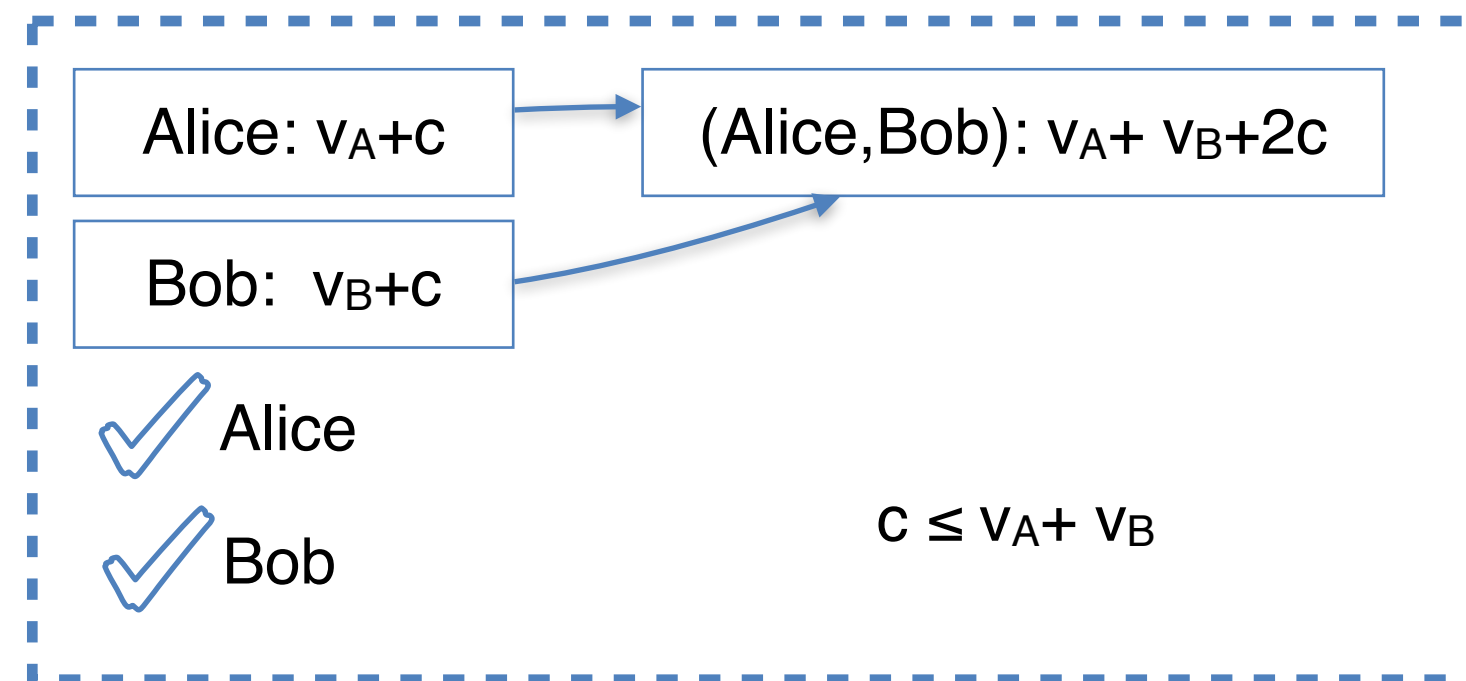 Alice: vA+c
(Alice,Bob): vA+ vB+2c
Bob: vB+c
Alice
Bob
c ≤ vA+ vB